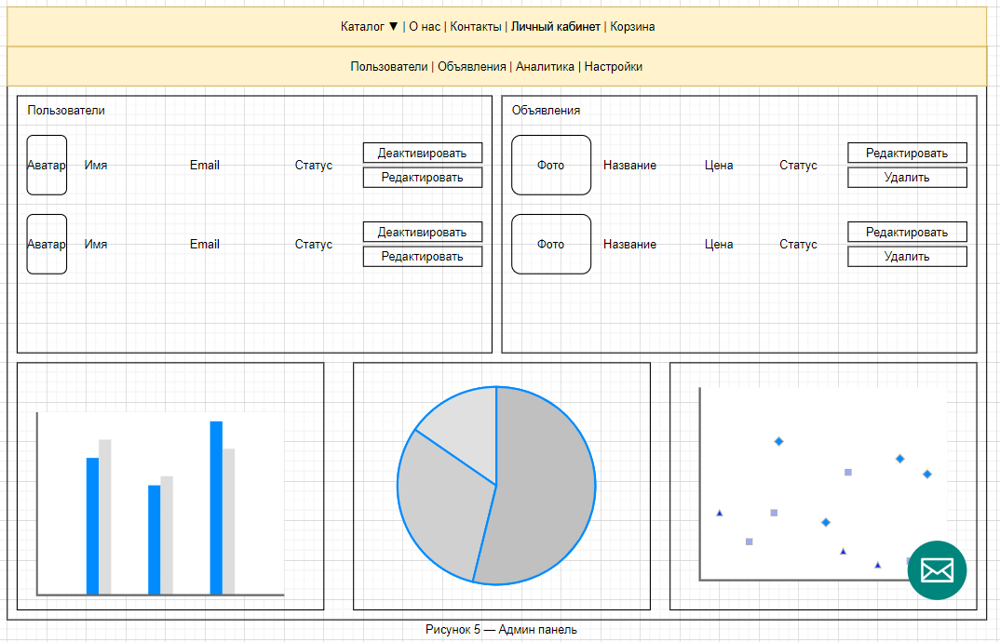 Каталог ▼ | О нас | Контакты | Личный кабинет | Корзина
Пользователи | Объявления | Аналитика | Настройки
Пользователи
Аватар Имя Email Статус Деактивировать
Редактировать
Аватар Имя Email Статус Деактивировать
Редактировать
Объявления
Фото Название Цена Статус Редактировать
Удалить
Фото Название Цена Статус Редактировать
Удалить
Рисунок 5 — Админ панель